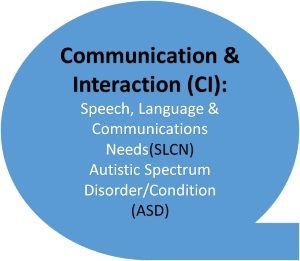 Communication &
Interaction (CI):
Speech, Language &
Communications
Needs(SLCN)
Autistic Spectrum
Disorder/Condition
(ASD)